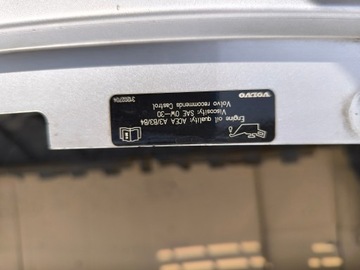 Engine oil quality: ACEA A3/B3/B4
Viscosity: SAE 0W-30
Volvo recommends Castrol
VOLVO